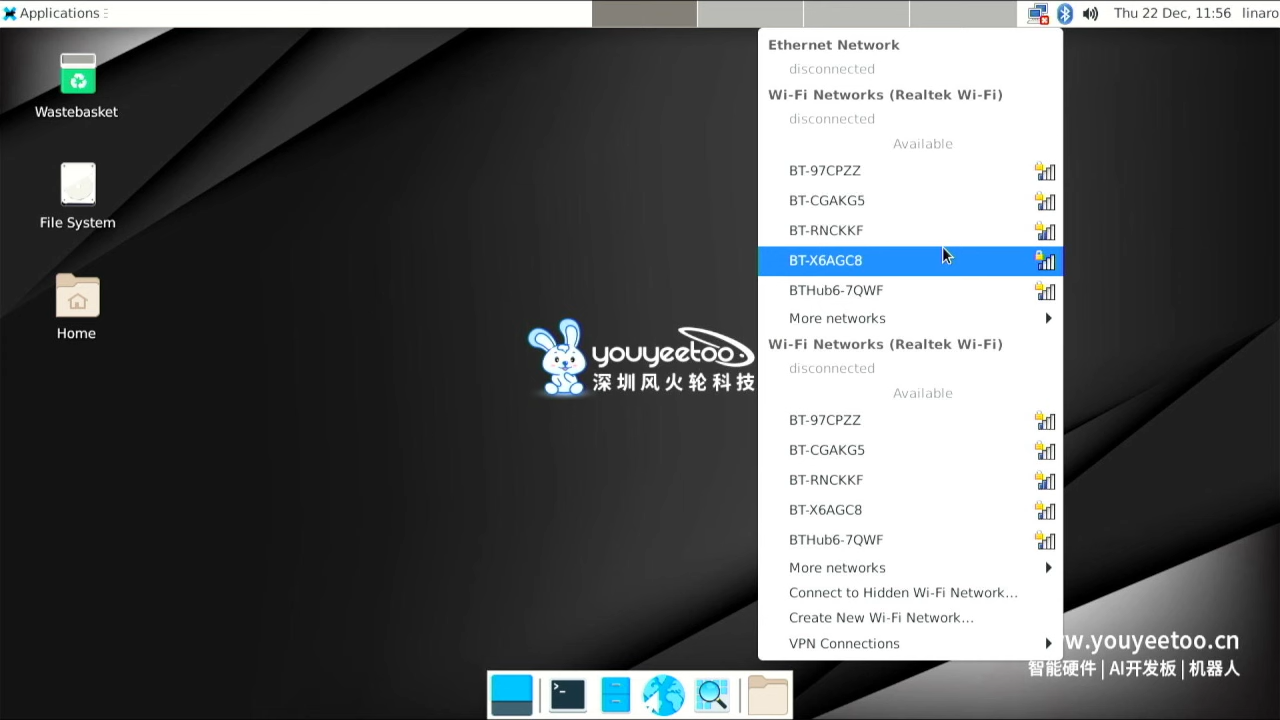 Applications
Thu 22 Dec, 11:56
linaro
Wastebasket
File System
Home
youyeetoo
深圳风火轮科技
Ethernet Network
disconnected
Wi-Fi Networks (Realtek Wi-Fi)
disconnected
Available
BT-97CPZZ
BT-CGAKG5
BT-RNCKKF
BT-X6AGC8
BTHub6-7QWF
More networks
Wi-Fi Networks (Realtek Wi-Fi)
disconnected
Available
BT-97CPZZ
BT-CGAKG5
BT-RNCKKF
BT-X6AGC8
BTHub6-7QWF
More networks
Connect to Hidden Wi-Fi Network...
Create New Wi-Fi Network...
VPN Connections
w.youyeetoo.cn
智能硬件 | AI开发板 | 机器人
>-